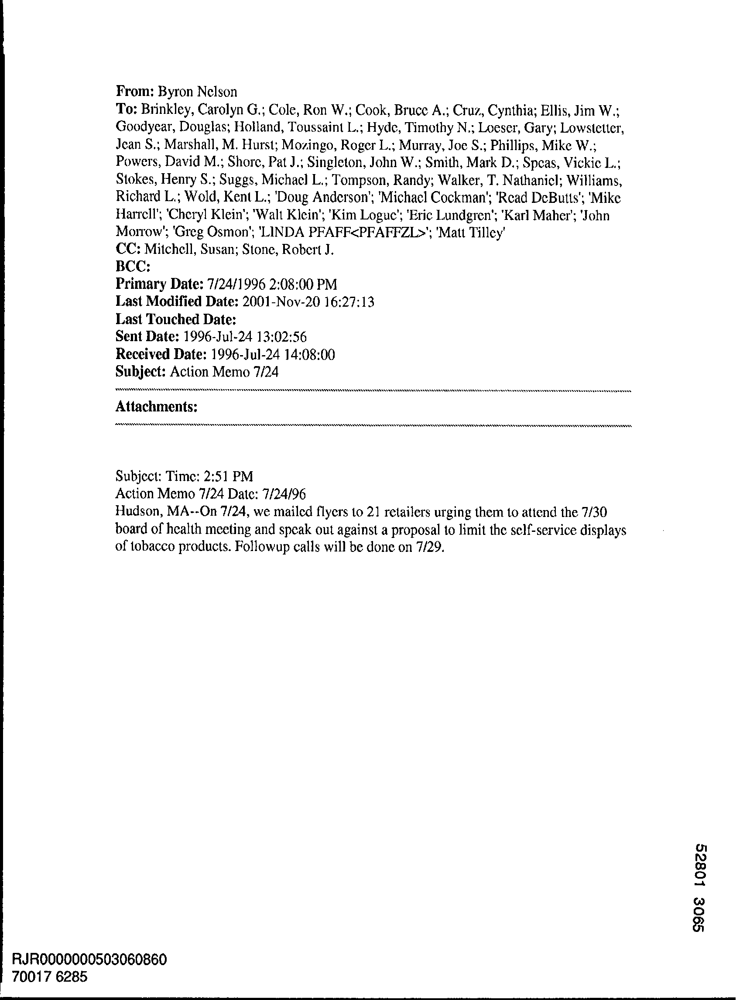 From: Byron Nelson
To: Brinkley, Carolyn G.; Cole, Ron W.; Cook, Bruce A.; Cruz, Cynthia; Ellis, Jim W.;
Goodyear, Douglas; Holland, Toussaint L.; Hyde, Timothy N.; Loeser, Gary; Lowstetter,
Jean S.; Marshall, M. Hurst; Mozingo, Roger L.; Murray, Joe S.; Phillips, Mike W.;
Powers, David M.; Shore, Pat J.; Singleton, John W.; Smith, Mark D.; Speas, Vickie L.;
Stokes, Henry S.; Suggs, Michael L.; Tompson, Randy; Walker, T. Nathaniel; Williams,
Richard L.; Wold, Kent L.; 'Doug Anderson'; 'Michael Cockman'; 'Read DeButts'; 'Mike
Harrell'; 'Cheryl Klein'; 'Walt Klein'; 'Kim Logue'; 'Eric Lundgren'; 'Karl Maher'; 'John
Morrow'; 'Greg Osmon'; 'LINDA PFAFF<PFAFFZL>'; 'Matt Tilley'
CC: Mitchell, Susan; Stone, Robert J.
BCC:
Primary Date: 7/24/1996 2:08:00 PM
Last Modified Date: 2001-Nov-20 16:27:13
Last Touched Date:
Sent Date: 1996-Jul-24 13:02:56
Received Date: 1996-Jul-24 14:08:00
Subject: Action Memo 7/24
Attachments:
Subject: Time: 2:51 PM
Action Memo 7/24 Date: 7/24/96
Hudson, MA--On 7/24, we mailed flyers to 21 retailers urging them to attend the 7/30
board of health meeting and speak out against a proposal to limit the self-service displays
of tobacco products. Followup calls will be done on 7/29.
52801 3065
RJR0000000503060860
70017 6285